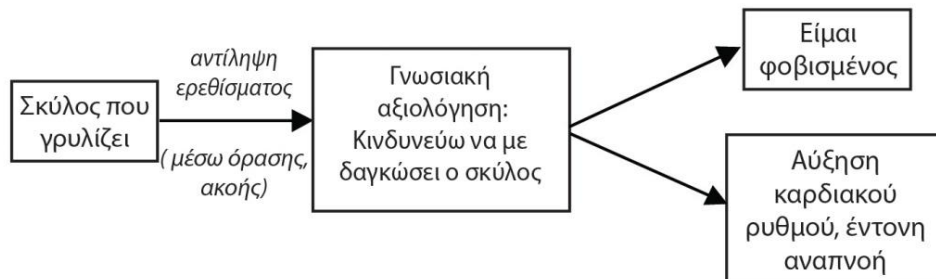 Σκύλος που
γρυλίζει
αντίληψη
ερεθίσματος
(μέσω όρασης,
ακοής)
Γνωσιακή
αξιολόγηση:
Κινδυνεύω να με
δαγκώσει ο σκύλος
Είμαι
φοβισμένος
Αύξηση
καρδιακού
ρυθμού, έντονη
αναπνοή